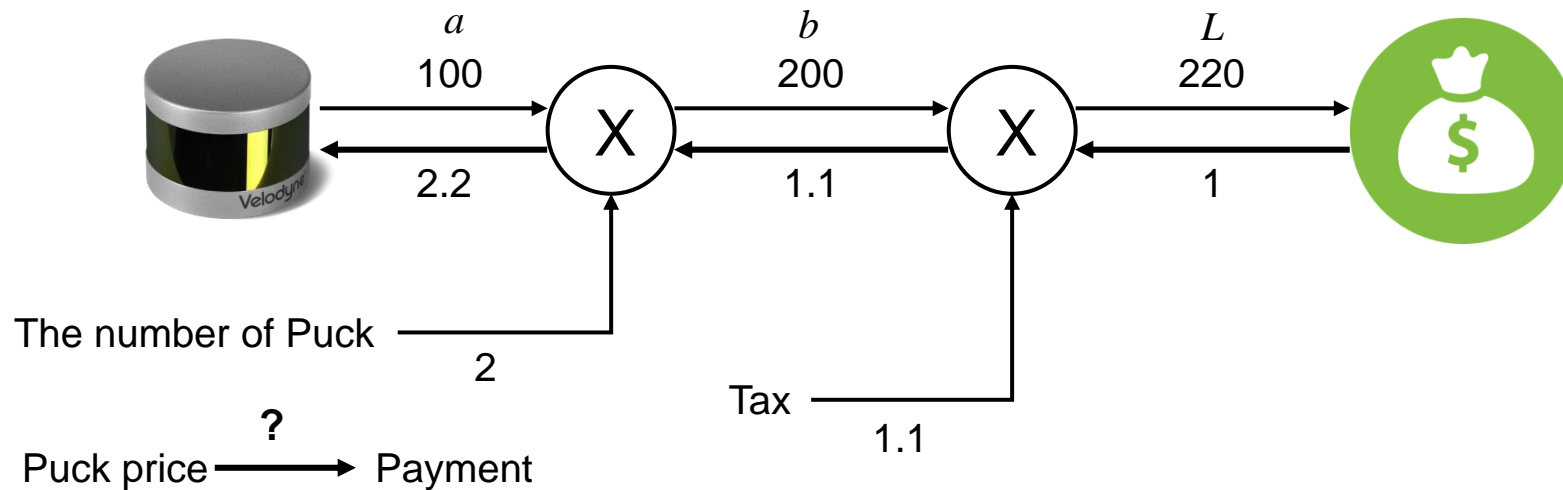 a
b
L
100
200
220
X
X
$
2.2
1.1
1
Velodyne
The number of Puck
2
Tax
1.1
?
Puck price
Payment